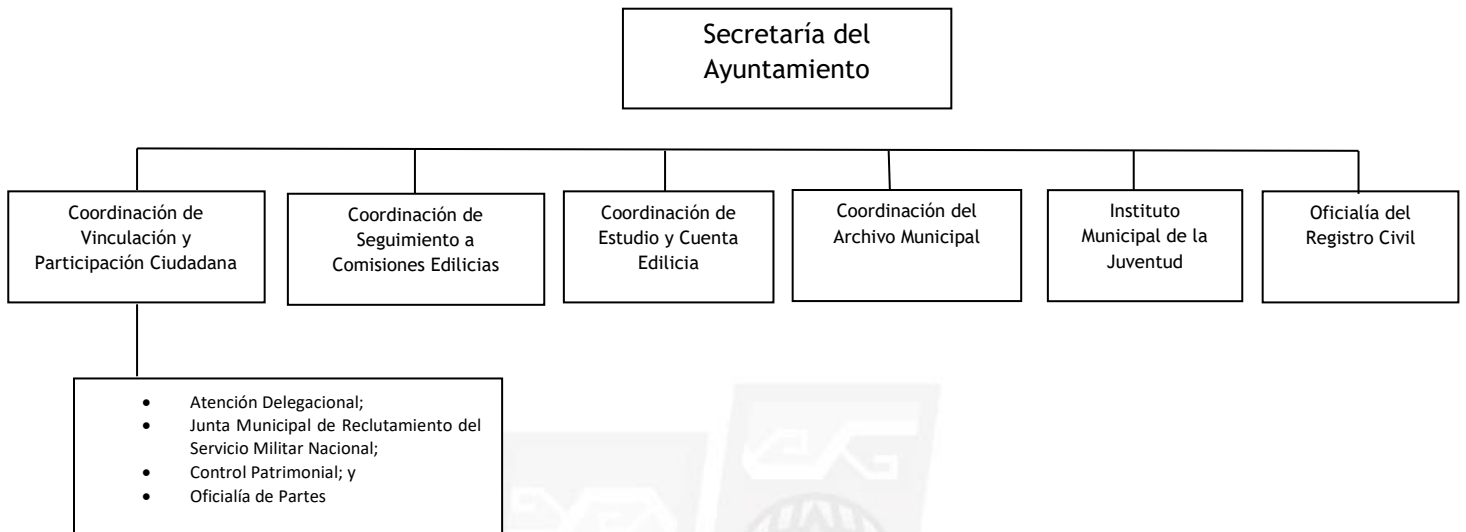 Secretaría del
Ayuntamiento
Coordinación de
Vinculación y
Participación Ciudadana
Coordinación de
Seguimiento a
Comisiones Edilicias
Coordinación de
Estudio y Cuenta
Edilicia
Coordinación del
Archivo Municipal
Instituto
Municipal de la
Juventud
Oficialía del
Registro Civil
• Atención Delegacional;
• Junta Municipal de Reclutamiento del
Servicio Militar Nacional;
• Control Patrimonial; y
• Oficialía de Partes